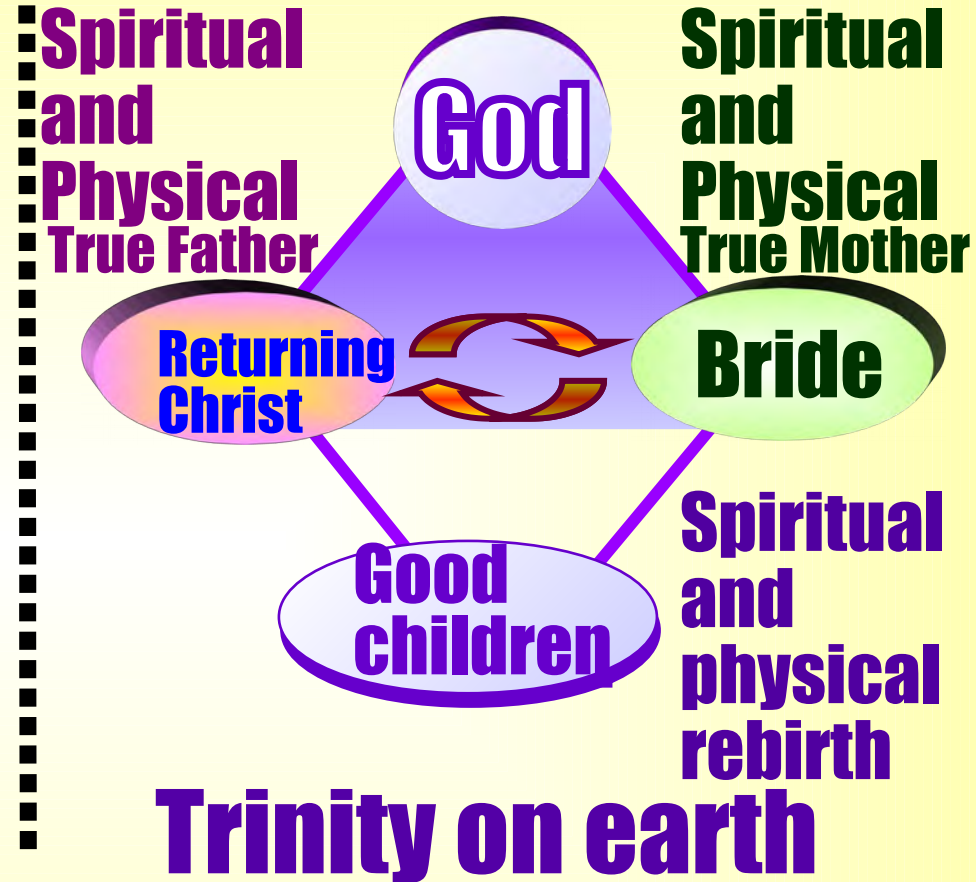 Spiritual
and
Physical
True Father
God
Spiritual
and
Physical
True Mother
Returning
Christ
Bride
Good
children
Spiritual
and
physical
rebirth
Trinity on earth